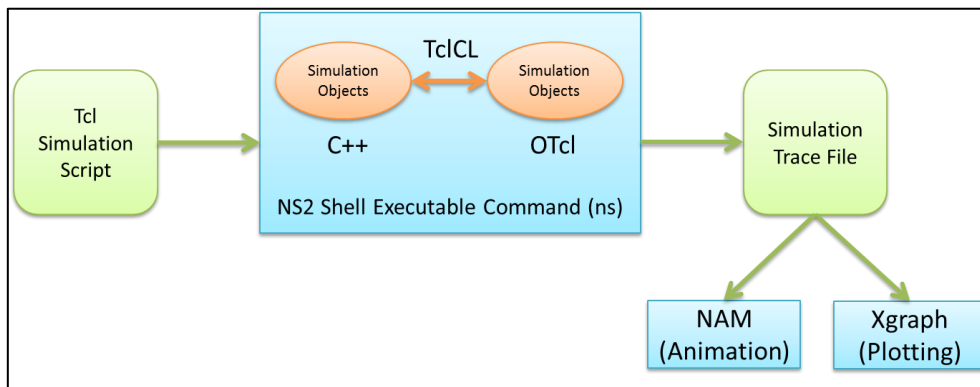 Tcl
Simulation
Script
TclCL
Simulation
Objects
Simulation
Objects
C++
OTcl
NS2 Shell Executable Command (ns)
Simulation
Trace File
NAM
(Animation)
Xgraph
(Plotting)